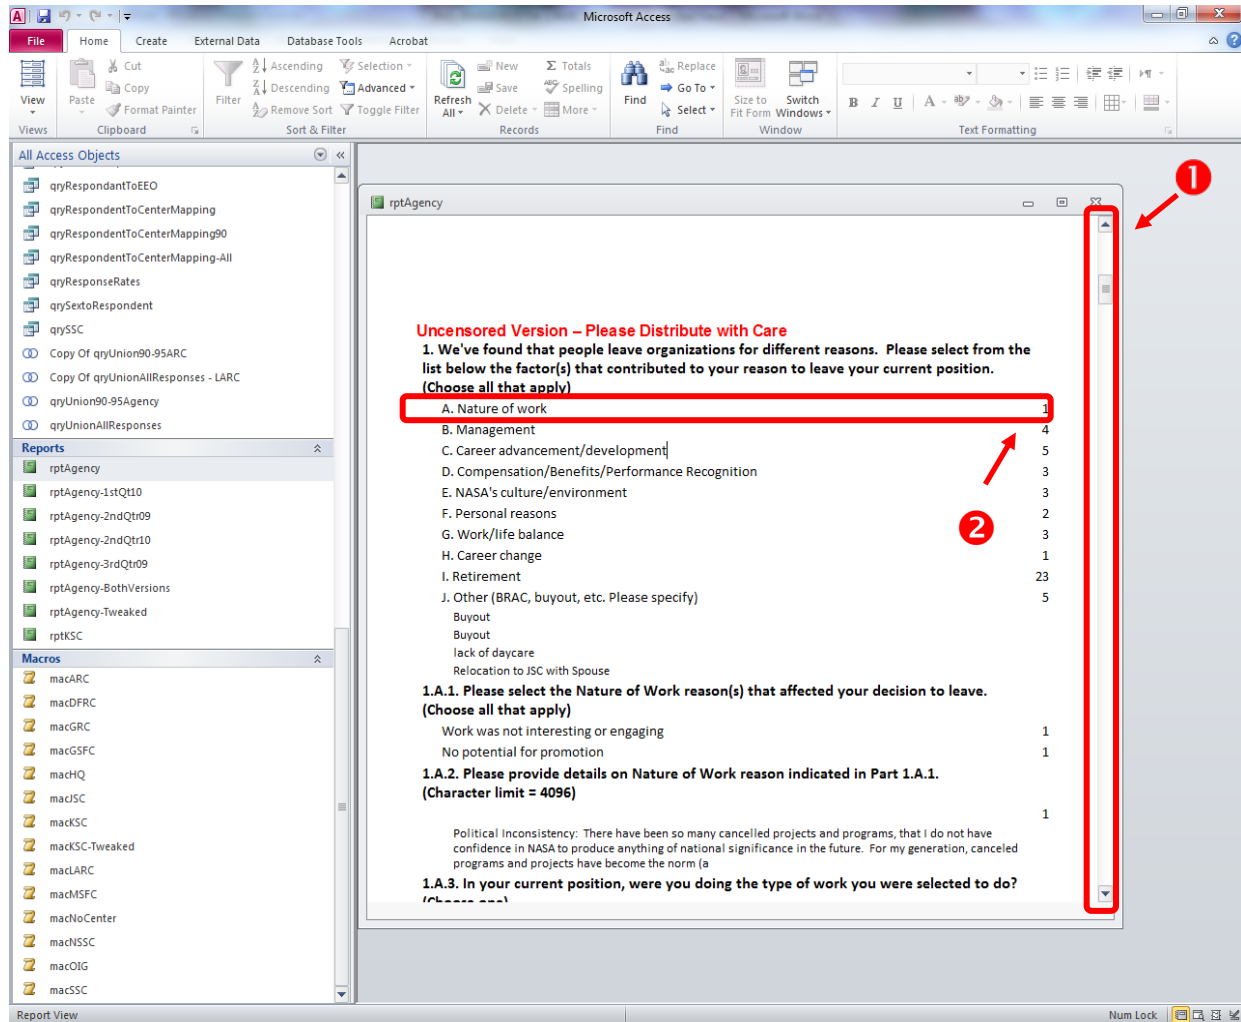 Microsoft Access
File Home Create External Data Database Tools Acrobat
View
Views
Paste
Cut
Copy
Format Painter
Clipboard
Filter
Ascending
Descending
Remove Sort
Selection
Advanced
Toggle Filter
Sort & Filter
Refresh
All
New
Save
Delete
Totals
Spelling
More
Records
Find
Replace
Go To
Select
Find
Size to
Fit Form
Switch
Windows
Window
B I U A
Text Formatting
All Access Objects
qryRespondantToEEO
qryRespondentToCenterMapping
qryRespondentToCenterMapping90
qryRespondentToCenterMapping-All
qryResponseRates
qrySextoRespondent
qrySSC
Copy Of qryUnion90-95ARC
Copy Of qryUnionAllResponses - LARC
qryUnion90-95Agency
qryUnionAllResponses
Reports
rptAgency
rptAgency-1stQt10
rptAgency-2ndQtr09
rptAgency-2ndQtr10
rptAgency-3rdQtr09
rptAgency-BothVersions
rptAgency-Tweaked
rptKSC
Macros
macARC
macDFRC
macGRC
macGSFC
macHQ
macJSC
macKSC
macKSC-Tweaked
macLARC
macMSFC
macNoCenter
macNSSC
macOIG
macSSC
1
rptAgency
Uncensored Version – Please Distribute with Care
1. We've found that people leave organizations for different reasons. Please select from the
list below the factor(s) that contributed to your reason to leave your current position.
(Choose all that apply)
A. Nature of work 1
B. Management 4
C. Career advancement/development 5
D. Compensation/Benefits/Performance Recognition 3
E. NASA's culture/environment 3
F. Personal reasons 2
2
G. Work/life balance 3
H. Career change 1
I. Retirement 23
J. Other (BRAC, buyout, etc. Please specify) 5
Buyout
Buyout
lack of daycare
Relocation to JSC with Spouse
1.A.1. Please select the Nature of Work reason(s) that affected your decision to leave.
(Choose all that apply)
Work was not interesting or engaging 1
No potential for promotion 1
1.A.2. Please provide details on Nature of Work reason indicated in Part 1.A.1.
(Character limit = 4096)
1
Political Inconsistency: There have been so many cancelled projects and programs, that I do not have
confidence in NASA to produce anything of national significance in the future. For my generation, canceled
programs and projects have become the norm (a
1.A.3. In your current position, were you doing the type of work you were selected to do?
(Choose one)
Report View
Num Lock